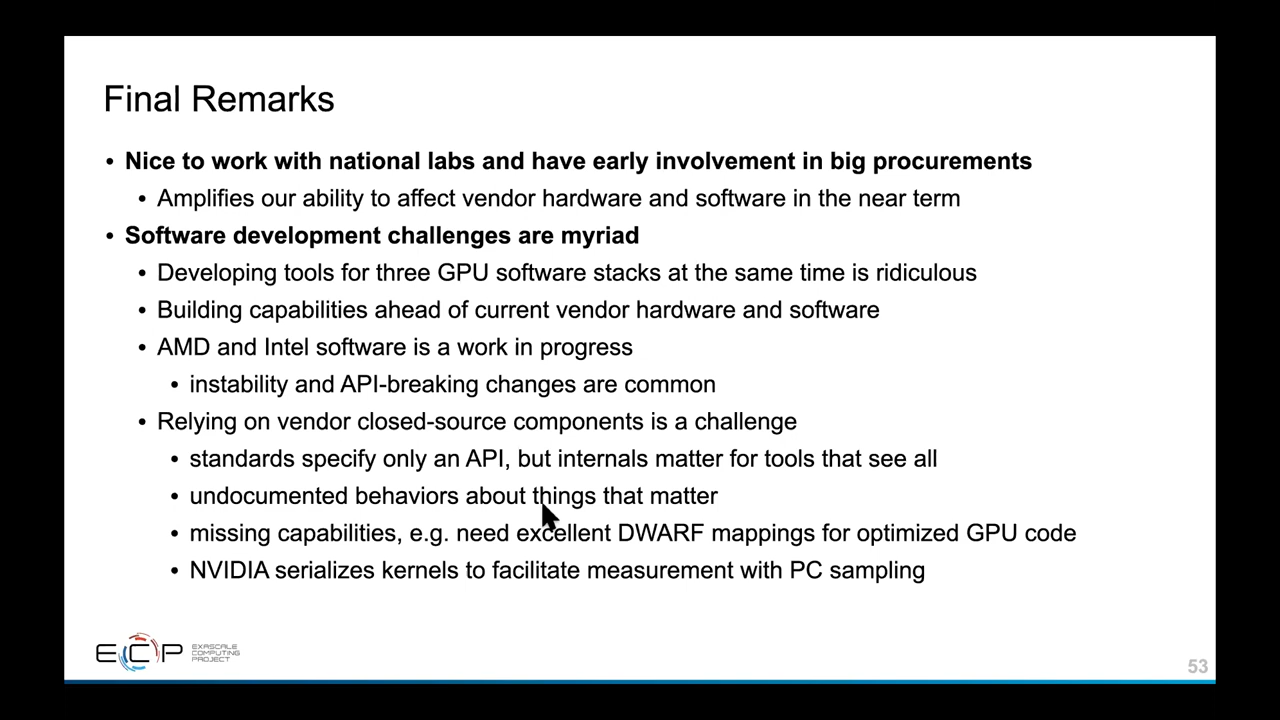 Final Remarks
• Nice to work with national labs and have early involvement in big procurements
• Amplifies our ability to affect vendor hardware and software in the near term
• Software development challenges are myriad
• Developing tools for three GPU software stacks at the same time is ridiculous
• Building capabilities ahead of current vendor hardware and software
• AMD and Intel software is a work in progress
• instability and API-breaking changes are common
• Relying on vendor closed-source components is a challenge
• standards specify only an API, but internals matter for tools that see all
• undocumented behaviors about things that matter
• missing capabilities, e.g. need excellent DWARF mappings for optimized GPU code
• NVIDIA serializes kernels to facilitate measurement with PC sampling
ECP
EXASCALE
COMPUTING
PROJECT
53